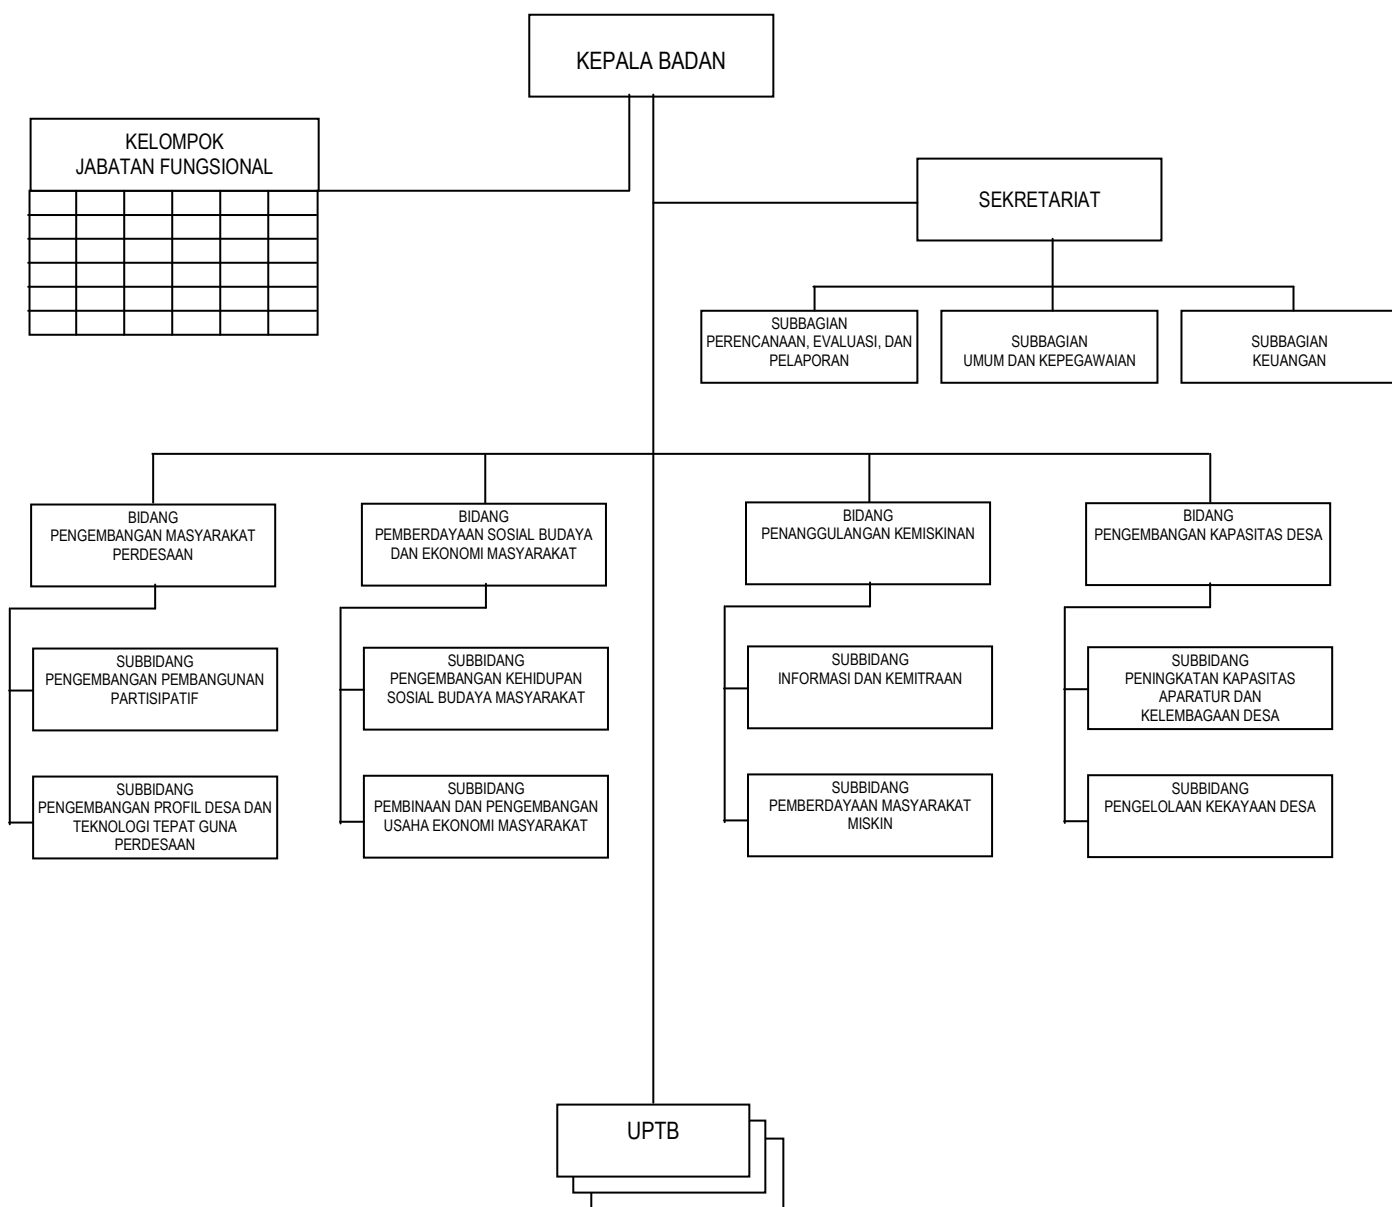 KEPALA BADAN
KELOMPOK
JABATAN FUNGSIONAL
SEKRETARIAT
SUBBAGIAN
PERENCANAAN, EVALUASI, DAN
PELAPORAN
SUBBAGIAN
UMUM DAN KEPEGAWAIAN
SUBBAGIAN
KEUANGAN
BIDANG
PENGEMBANGAN MASYARAKAT
PERDESAAN
BIDANG
PEMBERDAYAAN SOSIAL BUDAYA
DAN EKONOMI MASYARAKAT
BIDANG
PENANGGULANGAN KEMISKINAN
BIDANG
PENGEMBANGAN KAPASITAS DESA
SUBBIDANG
PENGEMBANGAN PEMBANGUNAN
PARTISIPATIF
SUBBIDANG
PENGEMBANGAN KEHIDUPAN
SOSIAL BUDAYA MASYARAKAT
SUBBIDANG
INFORMASI DAN KEMITRAAN
SUBBIDANG
PENINGKATAN KAPASITAS
APARATUR DAN
KELEMBAGAAN DESA
SUBBIDANG
PENGEMBANGAN PROFIL DESA DAN
TEKNOLOGI TEPAT GUNA
PERDESAAN
SUBBIDANG
PEMBINAAN DAN PENGEMBANGAN
USAHA EKONOMI MASYARAKAT
SUBBIDANG
PEMBERDAYAAN MASYARAKAT
MISKIN
SUBBIDANG
PENGELOLAAN KEKAYAAN DESA
UPTB